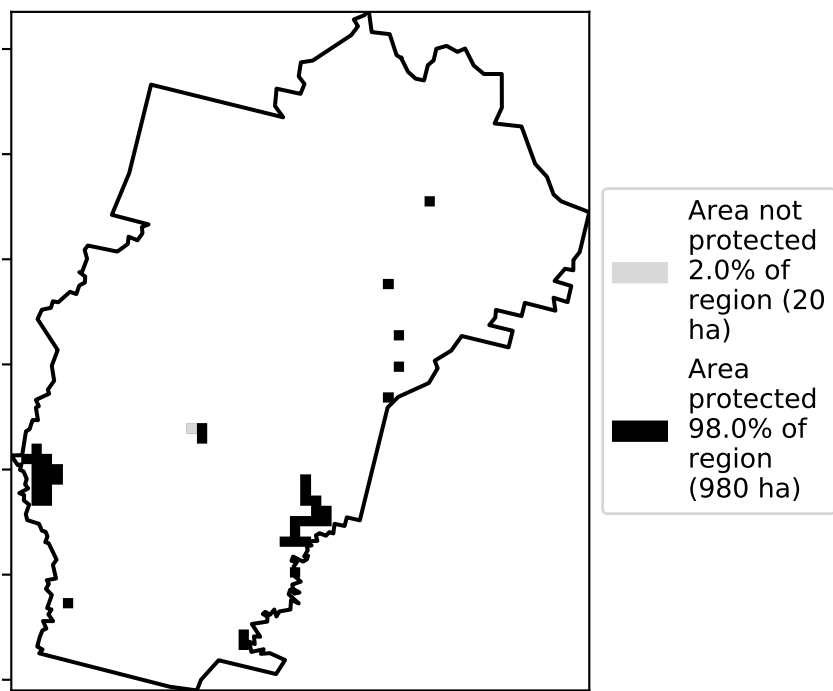 Area not
protected
2.0% of
region (20
ha)
Area
protected
98.0% of
region
(980 ha)